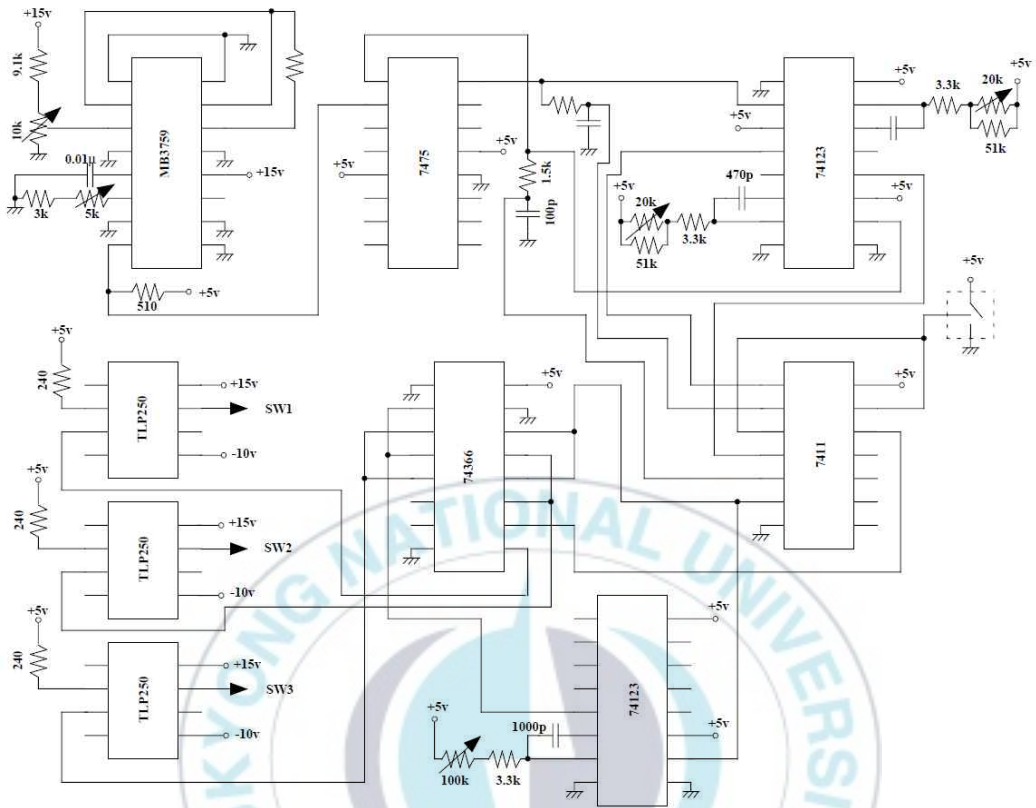 +15v
9.1k
10k
0.01u
3k
5k
MB3759
+15v
510
+5v
7475
+5v
+5v
1.5k
100p
74123
+5v
+5v
3.3k
20k
+5v
51k
470p
+5v
20k
3.3k
51k
+5v
+5v
+5v
240
TLP250
+15v
SW1
-10v
+5v
240
TLP250
+15v
SW2
-10v
+5v
240
TLP250
+15v
SW3
-10v
74366
+5v
7411
+5v
74123
+5v
+5v
1000p
+5v
100k
3.3k
KYONG NATIONAL UNIVER